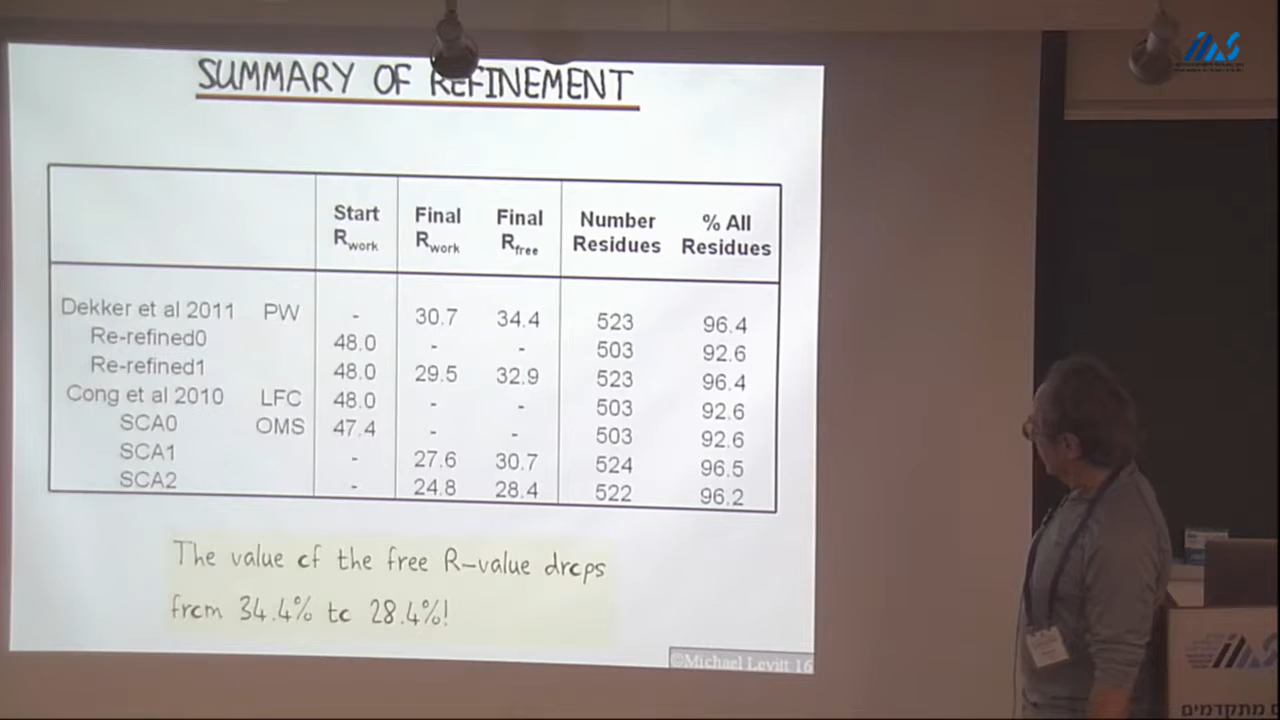 SUMMARY OF REFINEMENT
Start Final Final Number % All
Rwork Rwork Rfree Residues Residues
Dekker et al 2011 PW - 30.7 34.4 523 96.4
Re-refined0 48.0 - - 503 92.6
Re-refined1 48.0 29.5 32.9 523 96.4
Cong et al 2010 LFC 48.0 - - 503 92.6
SCA0 OMS 47.4 - - 503 92.6
SCA1 - 27.6 30.7 524 96.5
SCA2 - 24.8 28.4 522 96.2
The value of the free R-value drops
from 34.4% to 28.4%!
©Michael Levitt 16
IIAS
IIAS
מתקדמים